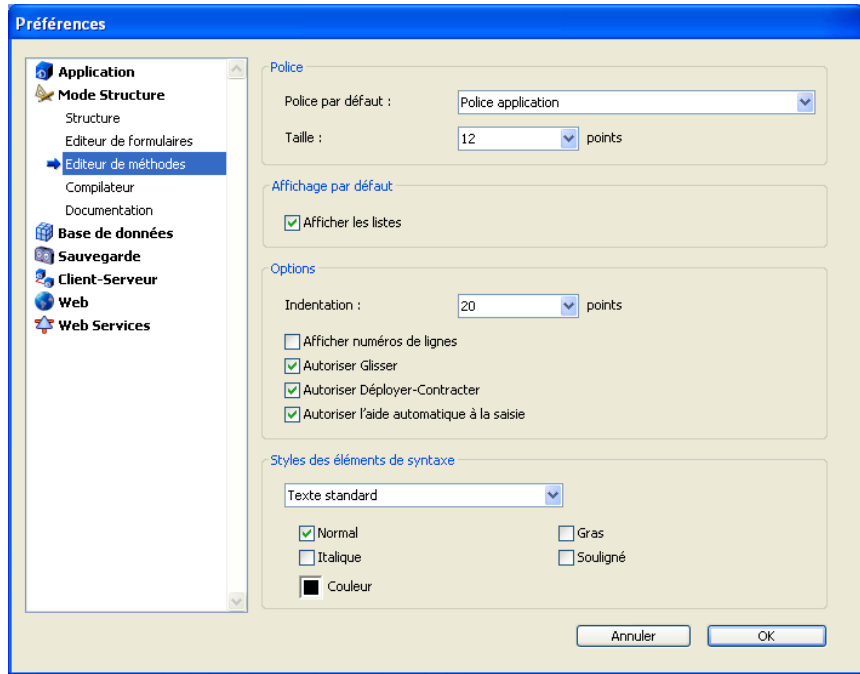 Préférences
Application
Mode Structure
Structure
Editeur de formulaires
Editeur de méthodes
Compilateur
Documentation
Base de données
Sauvegarde
Client-Serveur
Web
Web Services
Police
Police par défaut :
Police application
Taille :
12
points
Affichage par défaut
Afficher les listes
Options
Indentation :
20
points
Afficher numéros de lignes
Autoriser Glisser
Autoriser Déployer-Contracter
Autoriser l'aide automatique à la saisie
Styles des éléments de syntaxe
Texte standard
Normal
Gras
Italique
Souligné
Couleur
Annuler
OK